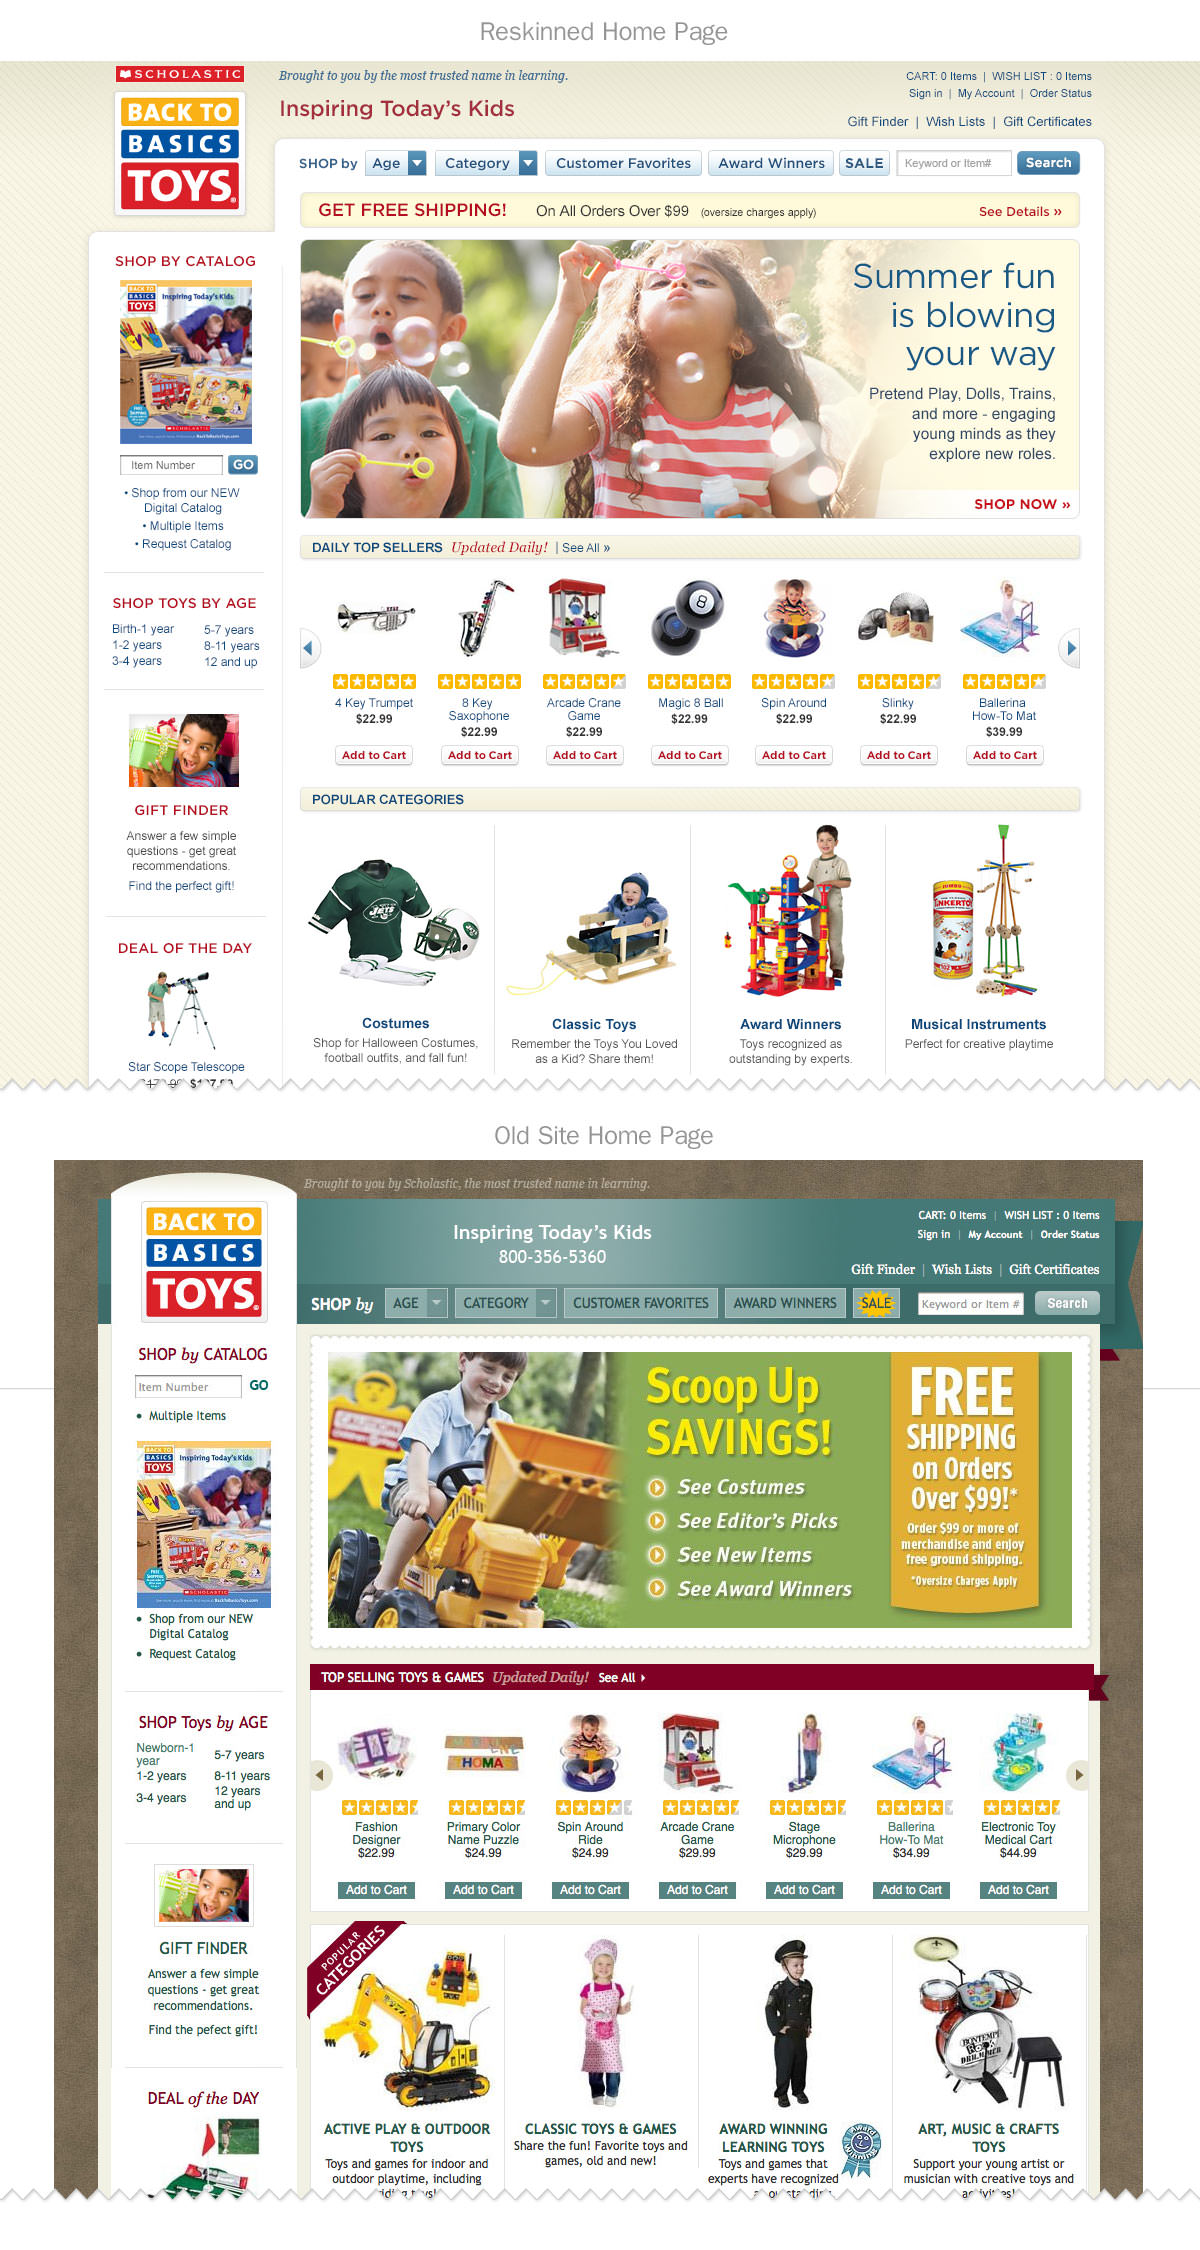 Reskinned Home Page
SCHOLASTIC
Brought to you by the most trusted name in learning.
CART: 0 Items | WISH LIST : 0 Items
Sign in | My Account | Order Status
Inspiring Today's Kids
Gift Finder | Wish Lists | Gift Certificates
BACK TO
BASICS
TOYS®
SHOP by Age Category Customer Favorites Award Winners SALE Keyword or Item# Search
GET FREE SHIPPING! On All Orders Over $99 (oversize charges apply) See Details »
SHOP BY CATALOG
BACK TO
BASICS
TOYS
Inspiring Today's Kids
SCHOLASTIC
Item Number GO
• Shop from our NEW
Digital Catalog
• Multiple Items
• Request Catalog
SHOP TOYS BY AGE
Birth-1 year 5-7 years
1-2 years 8-11 years
3-4 years 12 and up
GIFT FINDER
Answer a few simple
questions - get great
recommendations.
Find the perfect gift!
DEAL OF THE DAY
Star Scope Telescope
Summer fun
is blowing
your way
Pretend Play, Dolls, Trains,
and more - engaging
young minds as they
explore new roles.
SHOP NOW »
DAILY TOP SELLERS Updated Daily! | See All »
8
4 Key Trumpet
$22.99
Add to Cart
8 Key
Saxophone
$22.99
Add to Cart
Arcade Crane
Game
$22.99
Add to Cart
Magic 8 Ball
$22.99
Add to Cart
Spin Around
$22.99
Add to Cart
Slinky
$22.99
Add to Cart
Ballerina
How-To Mat
$39.99
Add to Cart
POPULAR CATEGORIES
JETS
JUMBO
Costumes
Shop for Halloween Costumes,
football outfits, and fall fun!
Classic Toys
Remember the Toys You Loved
as a Kid? Share them!
Award Winners
Toys recognized as
outstanding by experts.
Musical Instruments
Perfect for creative playtime
Old Site Home Page
Brought to you by Scholastic, the most trusted name in learning.
BACK TO
BASICS
TOYS®
Inspiring Today's Kids
800-356-5360
CART: 0 Items | WISH LIST : 0 Items
Sign in | My Account | Order Status
Gift Finder | Wish Lists | Gift Certificates
SHOP by AGE CATEGORY CUSTOMER FAVORITES AWARD WINNERS SALE Keyword or Item # Search
SHOP by CATALOG
Item Number GO
• Multiple Items
BACK TO
BASICS
TOYS
Inspiring Today's Kids
SCHOLASTIC
• Shop from our NEW
Digital Catalog
• Request Catalog
SHOP Toys by AGE
Newborn-1
year
5-7 years
1-2 years 8-11 years
3-4 years
12 years
and up
GIFT FINDER
Answer a few simple
questions - get great
recommendations.
Find the pefect gift!
DEAL of the DAY
Scoop Up
SAVINGS!
See Costumes
See Editor's Picks
See New Items
See Award Winners
FREE
SHIPPING
on Orders
Over $99!*
Order $99 or more of
merchandise and enjoy
free ground shipping.
*Oversize Charges Apply
TOP SELLING TOYS & GAMES Updated Daily! See All
THOMA
Fashion
Designer
$22.99
Add to Cart
Primary Color
Name Puzzle
$24.99
Add to Cart
Spin Around
Ride
$24.99
Add to Cart
Arcade Crane
Game
$29.99
Add to Cart
Stage
Microphone
$29.99
Add to Cart
Ballerina
How-To Mat
$34.99
Add to Cart
Electronic Toy
Medical Cart
$44.99
Add to Cart
POPULAR
CATEGORIES
BONTEMPI
ROCK
DRUMMER
ACTIVE PLAY & OUTDOOR
TOYS
Toys and games for indoor and
outdoor playtime, including
CLASSIC TOYS & GAMES
Share the fun! Favorite toys and
games, old and new!
AWARD WINNING
LEARNING TOYS
Toys and games that
experts have recognized
ART, MUSIC & CRAFTS
TOYS
Support your young artist or
musician with creative toys and